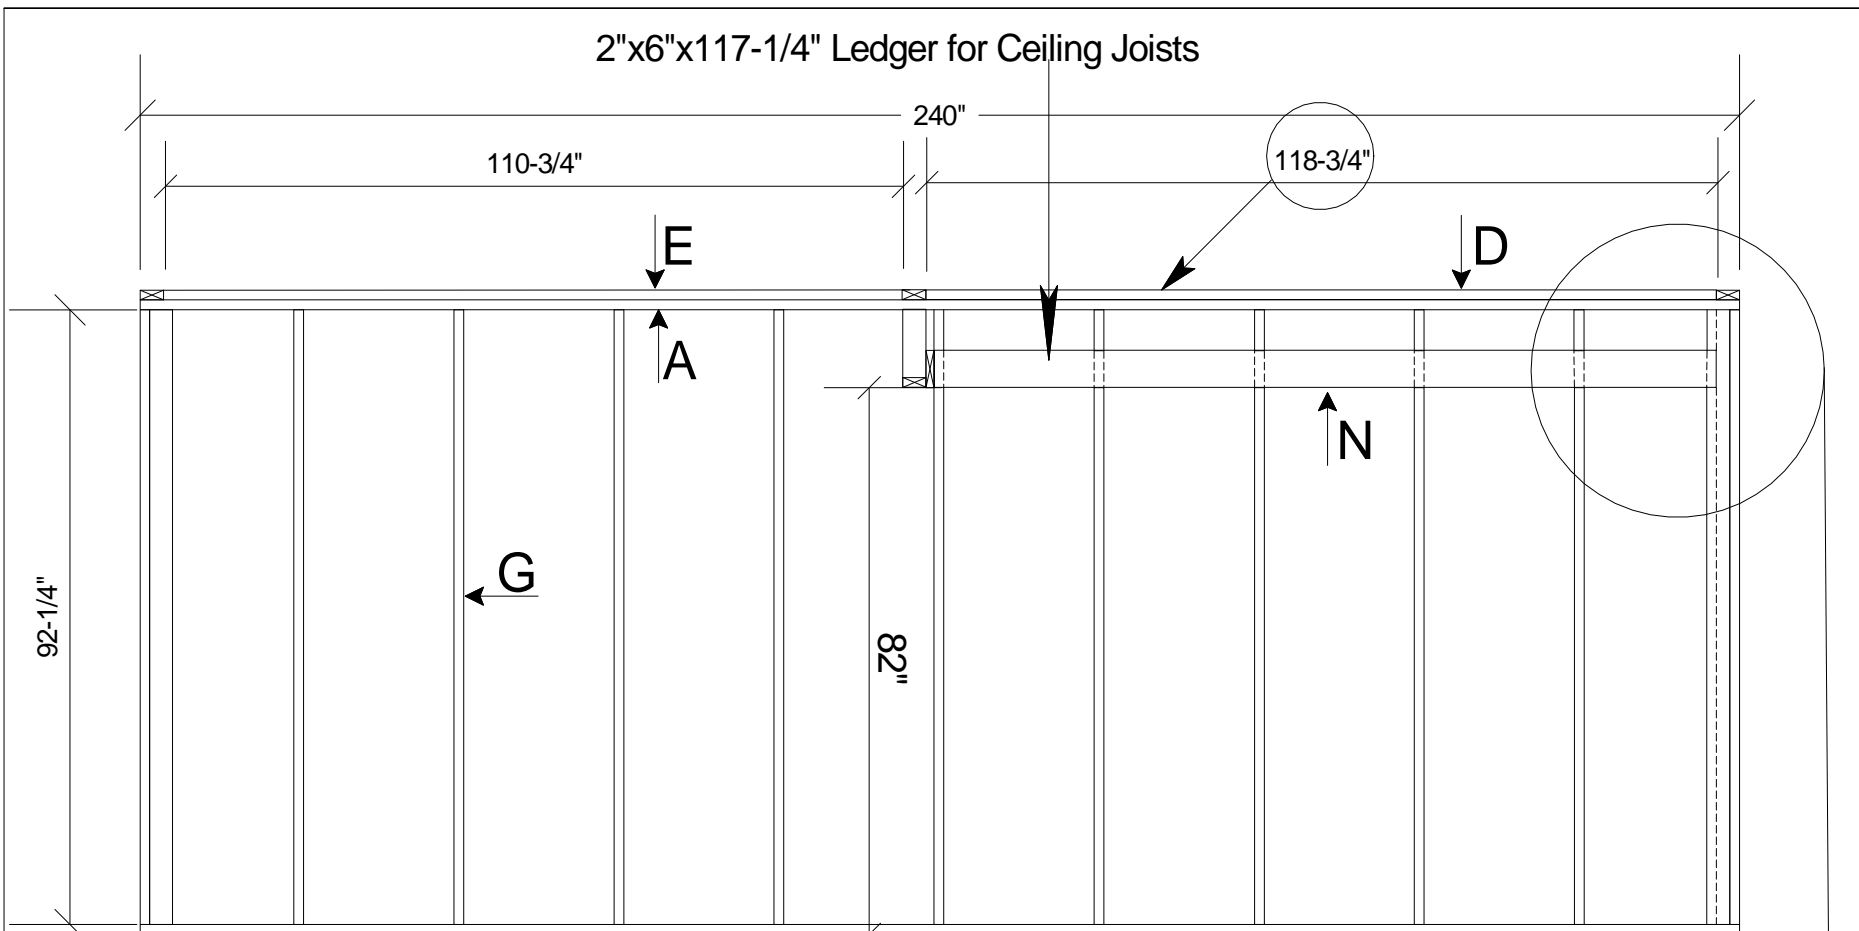 2"x6"x117-1/4" Ledger for Ceiling Joists
240"
110-3/4"
118-3/4"
E
D
A
N
G
92-1/4"
82"